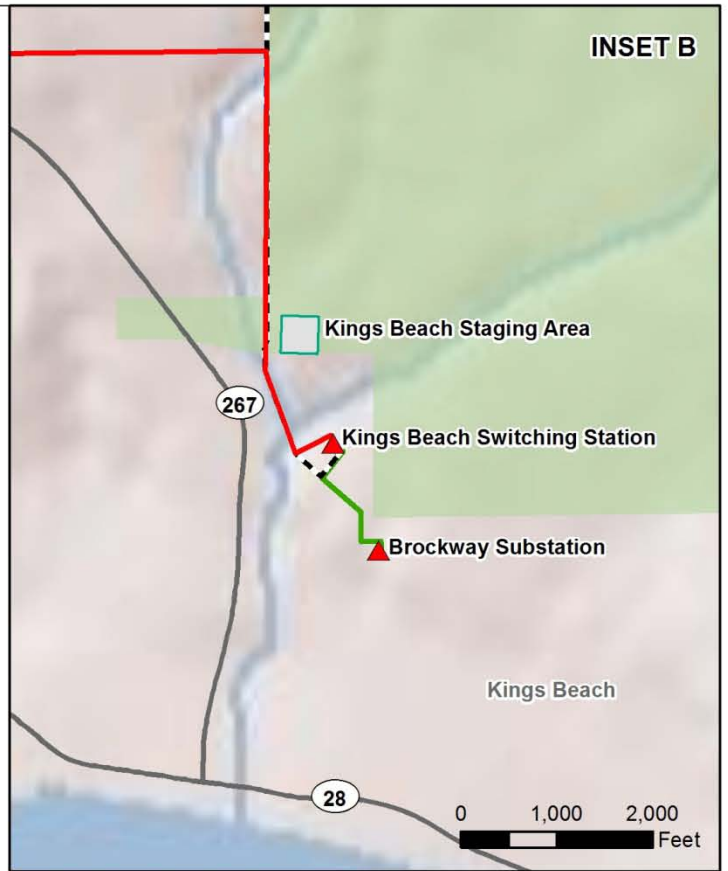 INSET B
Kings Beach Staging Area
267
Kings Beach Switching Station
Brockway Substation
Kings Beach
28
0 1,000 2,000
Feet